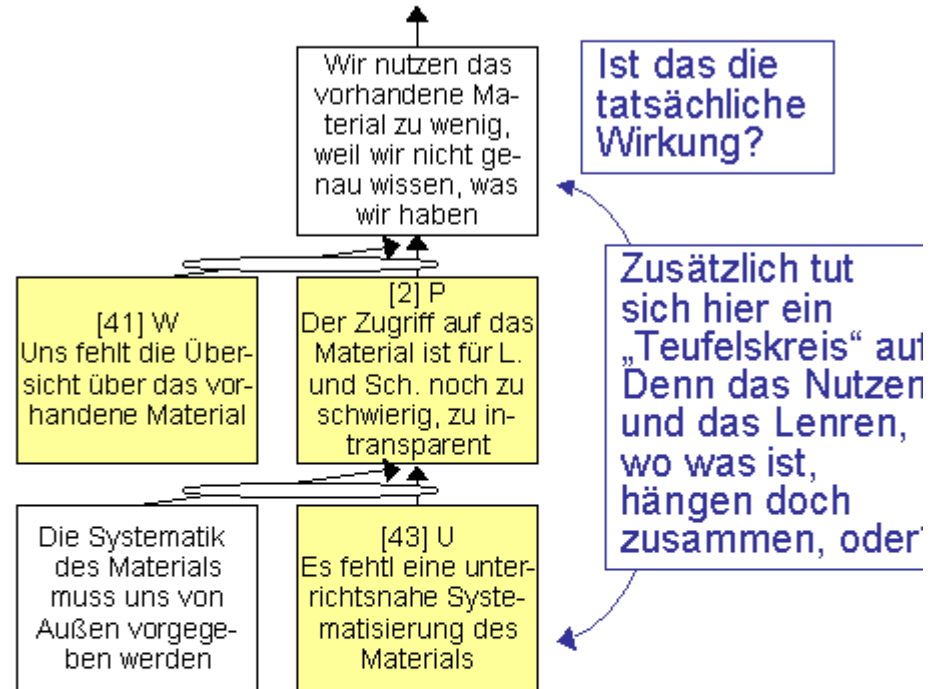 Wir nutzen das
vorhandene Ma-
terial zu wenig,
weil wir nicht ge-
nau wissen, was
wir haben
Ist das die
tatsächliche
Wirkung?
[41] W
Uns fehlt die Über-
sicht über das vor-
handene Material
[2] P
Der Zugriff auf das
Material ist für L.
und Sch. noch zu
schwierig, zu in-
transparent
Zusätzlich tut
sich hier ein
„Teufelskreis“ auf
Denn das Nutzen
und das Lenren,
wo was ist,
hängen doch
zusammen, oder?
Die Systematik
des Materials
muss uns von
Außen vorgege-
ben werden
[43] U
Es fehtl eine unter-
richtsnahe Syste-
matisierung des
Materials